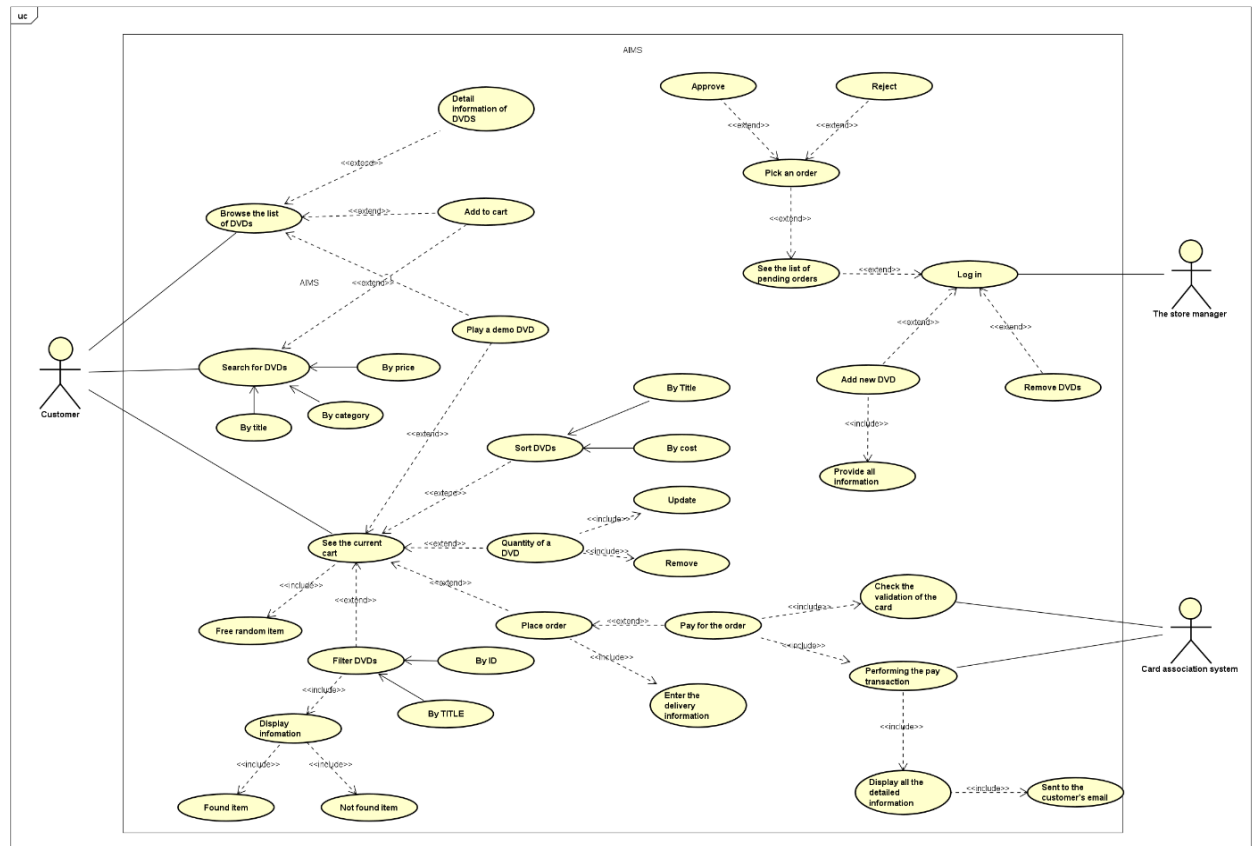 uc
AIMS
Detail
information of
DVDS
Approve
Reject
<<extend>>
<<extend>>
<<extend>>
Pick an order
Browse the list
of DVDs
<<extend>>
Add to cart
<<extend>>
AIMS
<<extend>>
See the list of
pending orders
<<extend>>
Log in
The store manager
Play a demo DVD
<<extend>>
<<extend>>
Search for DVDs
By price
By title
By category
Customer
Add new DVD
Remove DVDs
By Title
<<extend>>
Sort DVDs
By cost
<<include>>
Provide all
information
<<extend>>
Update
<<include>>
See the current
cart
<<extend>>
Quantity of a
DVD
<<include>>
Remove
<<include>>
<<extend>>
<<extend>>
Check the
validation of the
card
<<include>>
Free random item
Place order
<<extend>>
Pay for the order
<<include>>
<<include>>
Filter DVDs
By ID
Performing the pay
transaction
Card association system
<<include>>
By TITLE
Enter the
delivery
information
Display
infomation
<<include>>
<<include>>
<<include>>
Found item
Not found item
Display all the
detailed
information
<<include>>
Sent to the
customer's email